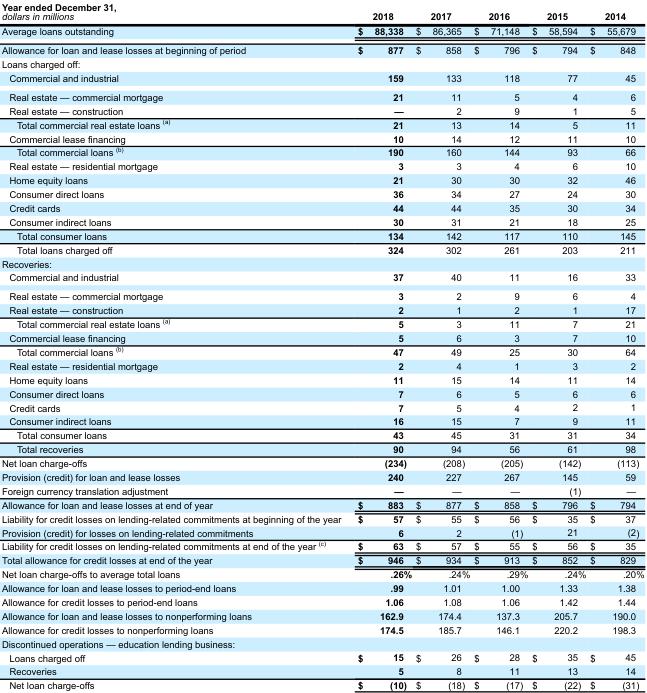 Year ended December 31,
dollars in millions 2018 2017 2016 2015 2014
Average loans outstanding $ 88,338 $ 86,365 $ 71,148 $ 58,594 $ 55,679
Allowance for loan and lease losses at beginning of period $ 877 $ 858 $ 796 $ 794 $ 848
Loans charged off:
Commercial and industrial 159 133 118 77 45
Real estate — commercial mortgage 21 11 5 4 6
Real estate — construction — 2 9 1 5
Total commercial real estate loans (a) 21 13 14 5 11
Commercial lease financing 10 14 12 11 10
Total commercial loans (b) 190 160 144 93 66
Real estate — residential mortgage 3 3 4 6 10
Home equity loans 21 30 30 32 46
Consumer direct loans 36 34 27 24 30
Credit cards 44 44 35 30 34
Consumer indirect loans 30 31 21 18 25
Total consumer loans 134 142 117 110 145
Total loans charged off 324 302 261 203 211
Recoveries:
Commercial and industrial 37 40 11 16 33
Real estate — commercial mortgage 3 2 9 6 4
Real estate — construction 2 1 2 1 17
Total commercial real estate loans (a) 5 3 11 7 21
Commercial lease financing 5 6 3 7 10
Total commercial loans (b) 47 49 25 30 64
Real estate — residential mortgage 2 4 1 3 2
Home equity loans 11 15 14 11 14
Consumer direct loans 7 6 5 6 6
Credit cards 7 5 4 2 1
Consumer indirect loans 16 15 7 9 11
Total consumer loans 43 45 31 31 34
Total recoveries 90 94 56 61 98
Net loan charge-offs (234) (208) (205) (142) (113)
Provision (credit) for loan and lease losses 240 227 267 145 59
Foreign currency translation adjustment — — — (1) —
Allowance for loan and lease losses at end of year $ 883 $ 877 $ 858 $ 796 $ 794
Liability for credit losses on lending-related commitments at beginning of the year $ 57 $ 55 $ 56 $ 35 $ 37
Provision (credit) for losses on lending-related commitments 6 2 (1) 21 (2)
Liability for credit losses on lending-related commitments at end of the year (c) $ 63 $ 57 $ 55 $ 56 $ 35
Total allowance for credit losses at end of the year $ 946 $ 934 $ 913 $ 852 $ 829
Net loan charge-offs to average total loans .26% .24% .29% .24% .20%
Allowance for loan and lease losses to period-end loans .99 1.01 1.00 1.33 1.38
Allowance for credit losses to period-end loans 1.06 1.08 1.06 1.42 1.44
Allowance for loan and lease losses to nonperforming loans 162.9 174.4 137.3 205.7 190.0
Allowance for credit losses to nonperforming loans 174.5 185.7 146.1 220.2 198.3
Discontinued operations — education lending business:
Loans charged off $ 15 $ 26 $ 28 $ 35 $ 45
Recoveries 5 8 11 13 14
Net loan charge-offs $ (10) $ (18) $ (17) $ (22) $ (31)